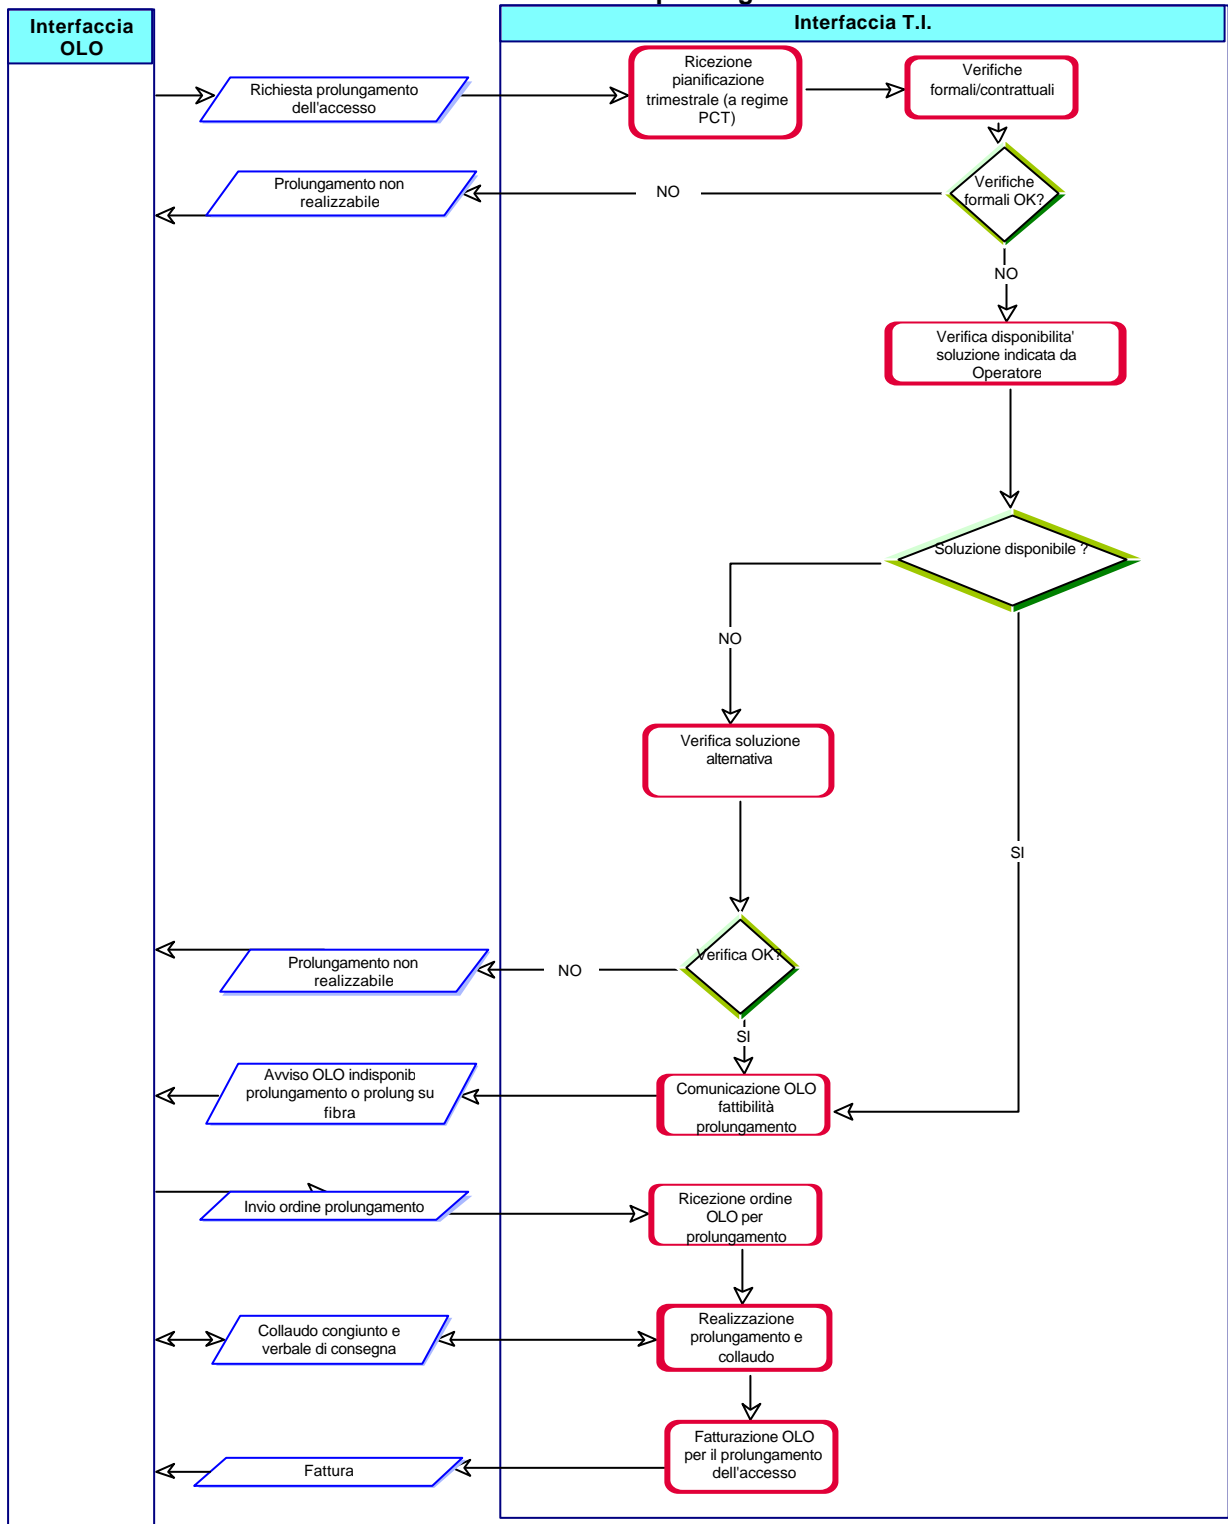 Interfaccia
OLO
Interfaccia T.I.
Richiesta prolungamento
dell'accesso
Ricezione
pianificazione
trimestrale (a regime
PCT)
Verifiche
formali/contrattuali
Prolungamento non
realizzabile
NO
Verifiche
formali OK?
NO
Verifica disponibilita'
soluzione indicata da
Operatore
Soluzione disponibile ?
NO
Verifica soluzione
alternativa
SI
Prolungamento non
realizzabile
NO
Verifica OK?
SI
Avviso OLO indisponib
prolungamento o prolung su
fibra
Comunicazione OLO
fattibilità
prolungamento
Invio ordine prolungamento
Ricezione ordine
OLO per
prolungamento
Collaudo congiunto e
verbale di consegna
Realizzazione
prolungamento e
collaudo
Fattura
Fatturazione OLO
per il prolungamento
dell'accesso